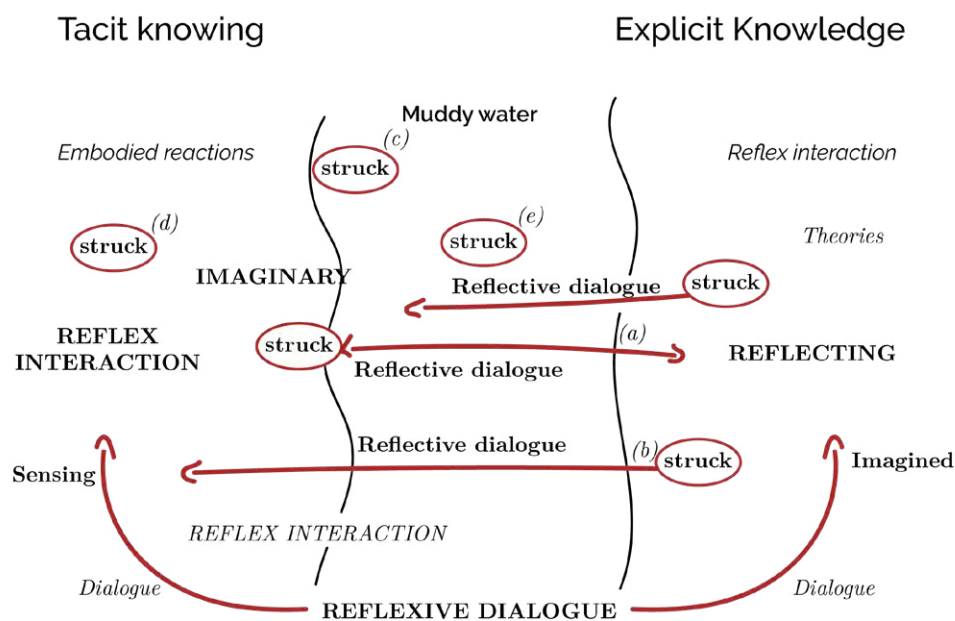 Tacit knowing
Explicit Knowledge
Muddy water
Embodied reactions
struck
(c)
Reflex interaction
struck
(d)
struck
(e)
Theories
IMAGINARY
Reflective dialogue
struck
REFLEX
INTERACTION
struck
(a)
REFLECTING
Reflective dialogue
Reflective dialogue
(b)
struck
Sensing
Imagined
REFLEX INTERACTION
Dialogue
Dialogue
REFLEXIVE DIALOGUE